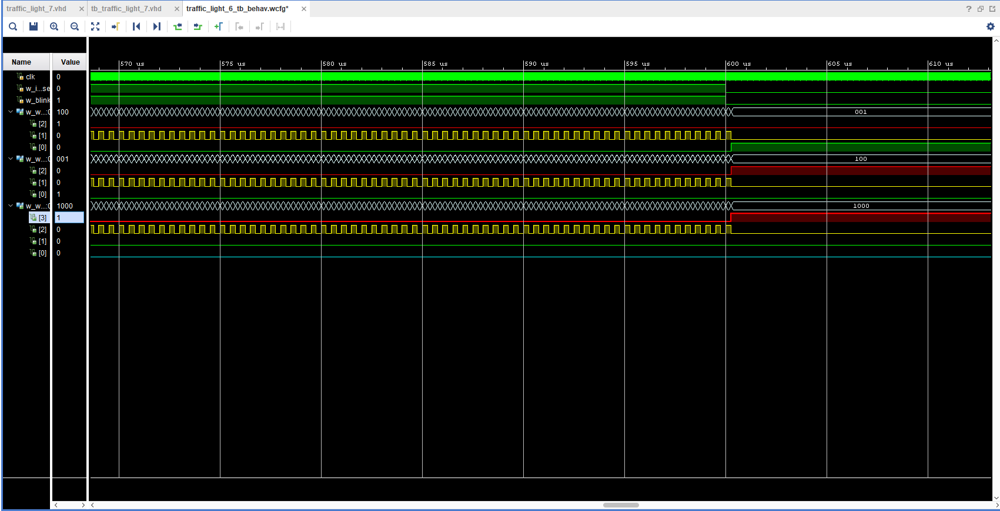 traffic_light_7.vhd tb_traffic_light_7.vhd traffic_light_6_tb_behav.wcfg*
Name Value
570 us 575 us 580 us 585 us 590 us 595 us 600 us 605 us 610 us
clk 0
w_i...se 0
w_blink 1
w_w...:0 100 001
[2] 1
[1] 0
[0] 0
w_w...:0 001 100
[2] 0
[1] 0
[0] 1
w_w...:0 1000 1000
[3] 1
[2] 0
[1] 0
[0] 0